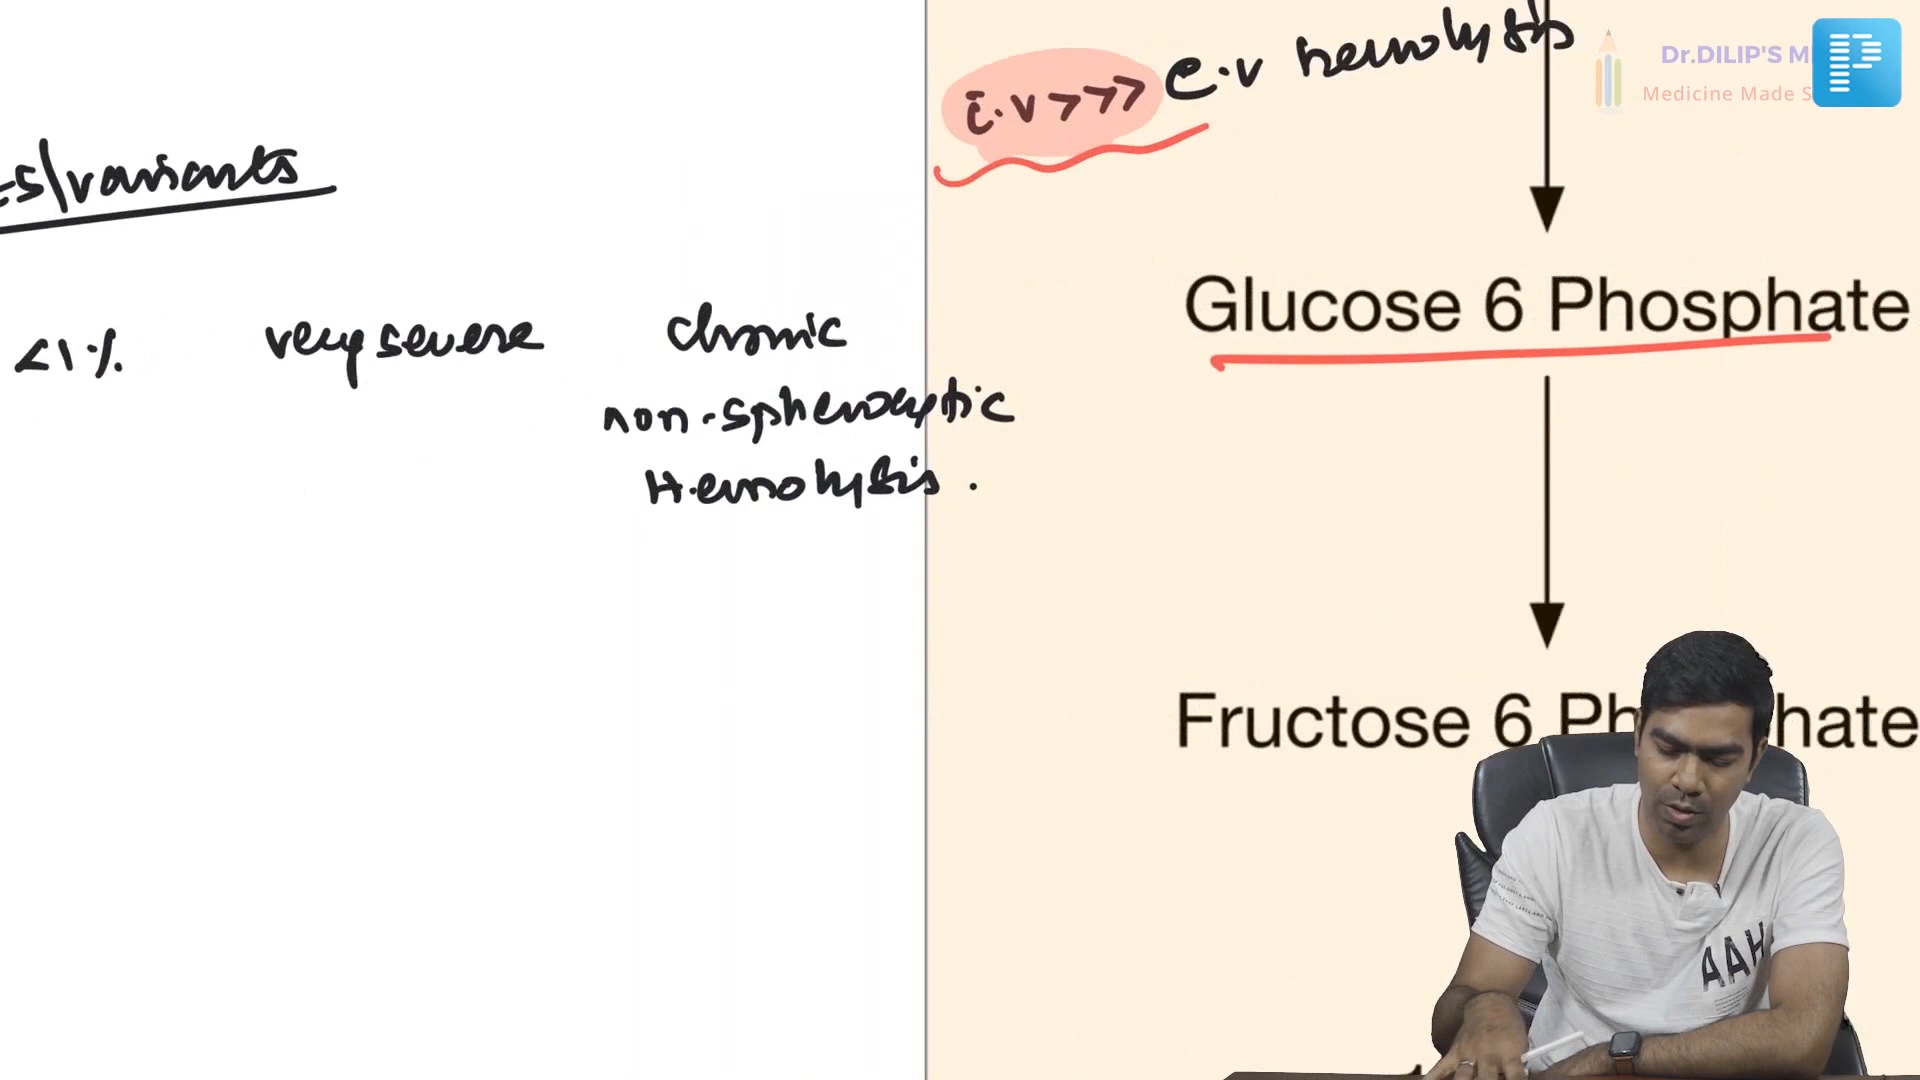 i.v >>> e.v hemolysis
Dr.DILIP'S M
Medicine Made S
P
-s/variants
<1% very severe chronic
non-spherocytic
Hemolysis.
Glucose 6 Phosphate
Fructose 6 Ph hate
AAH